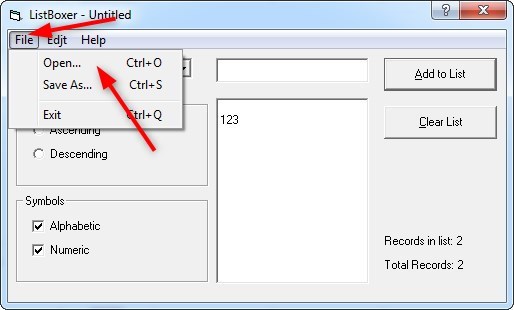 ListBoxer - Untitled
File Edjt Help
Open... Ctrl+O
Save As... Ctrl+S
Exit Ctrl+Q
Add to List
Clear List
123
Ascending
Descending
Symbols
Alphabetic
Numeric
Records in list: 2
Total Records: 2